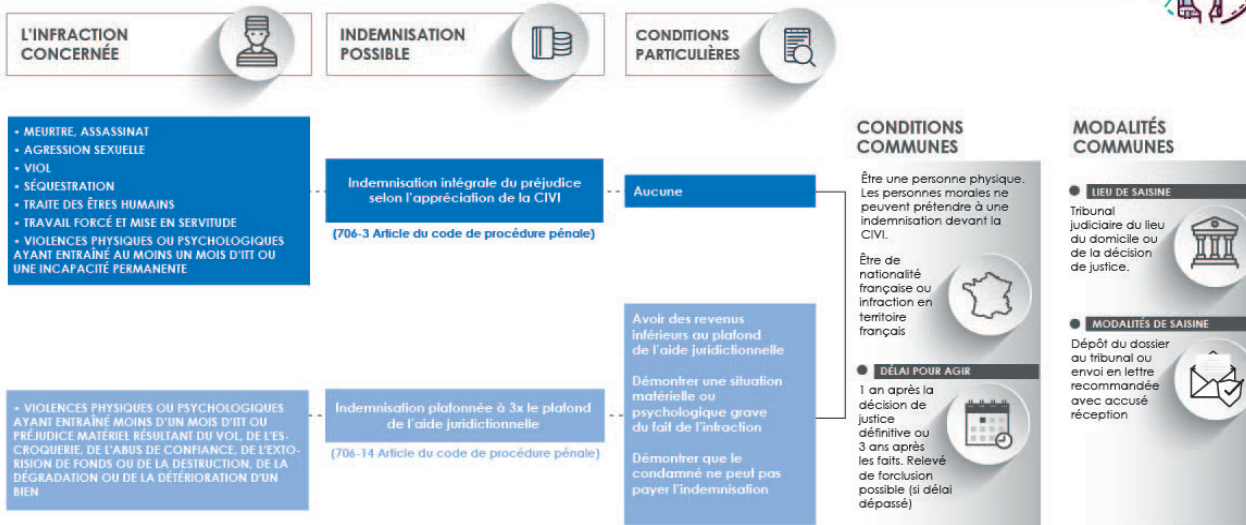 L'INFRACTION
CONCERNÉE
INDEMNISATION
POSSIBLE
CONDITIONS
PARTICULIÈRES
• MEURTRE, ASSASSINAT
• AGRESSION SEXUELLE
• VIOL
• SÉQUESTRATION
• TRAITE DES ÊTRES HUMAINS
• TRAVAIL FORCÉ ET MISE EN SERVITUDE
• VIOLENCES PHYSIQUES OU PSYCHOLOGIQUES
AYANT ENTRAÎNÉ AU MOINS UN MOIS D'ITT OU
UNE INCAPACITÉ PERMANENTE
Indemnisation intégrale du préjudice
selon l'appréciation de la CIVI
(706-3 Article du code de procédure pénale)
Aucune
• VIOLENCES PHYSIQUES OU PSYCHOLOGIQUES
AYANT ENTRAÎNÉ MOINS D'UN MOIS D'ITT OU
PRÉJUDICE MATÉRIEL RÉSULTANT DU VOL, DE L'ES-
CROQUERIE, DE L'ABUS DE CONFIANCE, DE L'EXTO-
RISION DE FONDS OU DE LA DESTRUCTION, DE LA
DÉGRADATION OU DE LA DÉTÉRIORATION D'UN
BIEN
Indemnisation plafonnée à 3x le plafond
de l'aide juridictionnelle
(706-14 Article du code de procédure pénale)
Avoir des revenus
inférieurs au plafond
de l'aide juridictionnelle
Démontrer une situation
matérielle ou
psychologique grave
du fait de l'infraction
Démontrer que le
condamné ne peut pas
payer l'indemnisation
CONDITIONS
COMMUNES
Être une personne physique.
Les personnes morales ne
peuvent prétendre à une
indemnisation devant la
CIVI.
Être de
nationalité
française ou
infraction en
territoire
français
● DÉLAI POUR AGIR
1 an après la
décision de
justice
définitive ou
3 ans après
les faits. Relevé
de forclusion
possible (si délai
dépassé)
MODALITÉS
COMMUNES
● LIEU DE SAISINE
Tribunal
judiciaire du lieu
du domicile ou
de la décision
de justice.
● MODALITÉS DE SAISINE
Dépôt du dossier
au tribunal ou
envoi en lettre
recommandée
avec accusé
réception